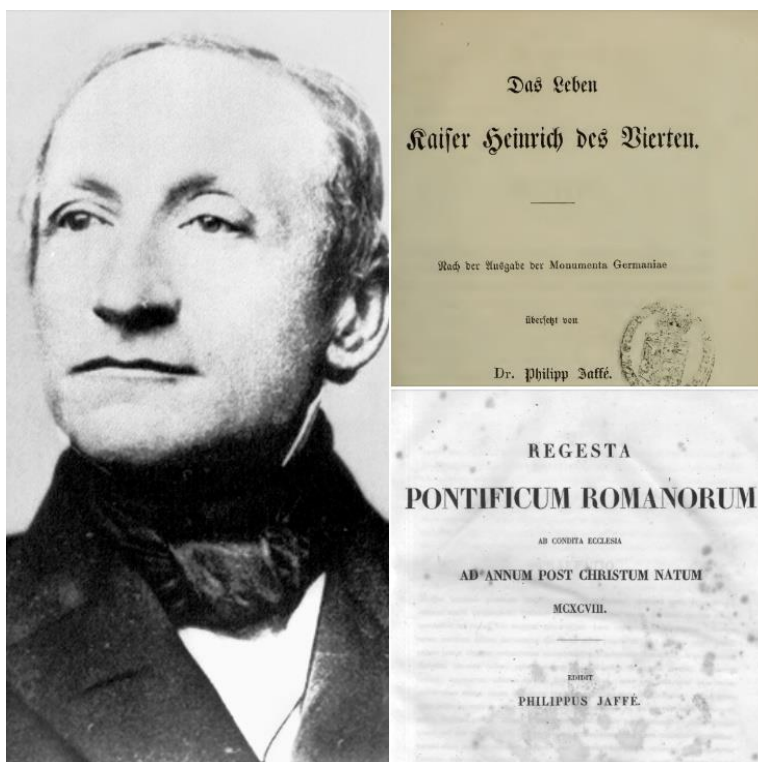 Das Leben
Kaiser Heinrich des Vierten.
Nach der Ausgabe der Monumenta Germaniae
übersetzt von
Dr. Philipp Jaffé.
REGESTA
PONTIFICUM ROMANORUM
AB CONDITA ECCLESIA
AD ANNUM POST CHRISTUM NATUM
MCXCVIII.
EDIDIT
PHILIPPUS JAFFÉ.